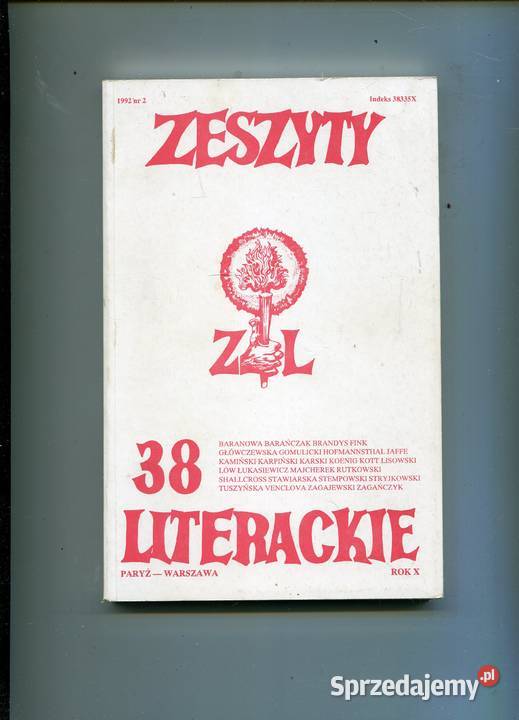 1992/nr 2
Indeks 38335X
ZESZYTY
Z L
38
BARANOWA BARAŃCZAK BRANDYS FINK
GŁÓWCZEWSKA GOMULICKI HOFMANNSTHAL JAFFE
KAMIŃSKI KARPIŃSKI KARSKI KOENIG KOTT LISOWSKI
LÖW ŁUKASIEWICZ MAJCHEREK RUTKOWSKI
SHALLCROSS STAWIARSKA STEMPOWSKI STRYJKOWSKI
TUSZYŃSKA VENCLOVA ZAGAJEWSKI ZAGAŃCZYK
LITERACKIE
PARYŻ — WARSZAWA
ROK X
Sprzedajemy.pl